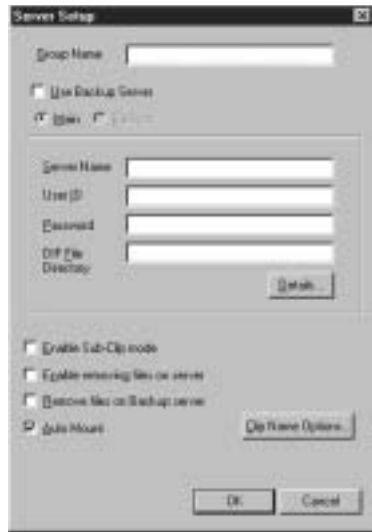 Server Setup
Group Name
Use Backup Server
Main
Server Name
User ID
Password
DIF File
Directory
Details...
Enable Sub-Clip mode
Enable removing files on server
Remove files on Backup server
Auto Mount
Clip Name Options...
OK
Cancel